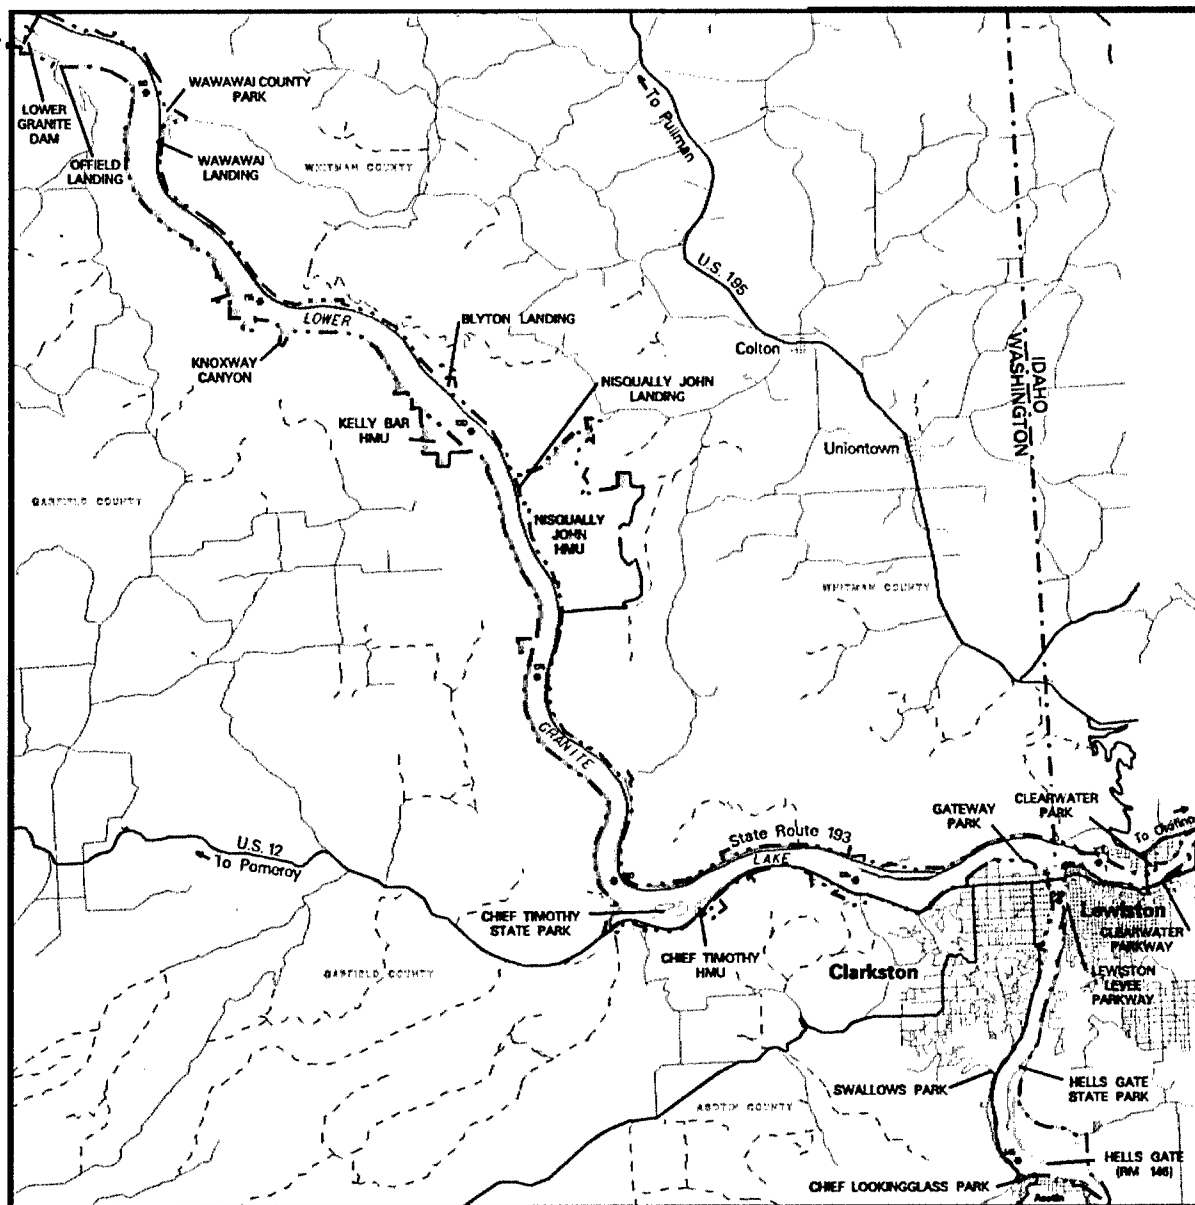 WAWAWAI COUNTY
PARK
LOWER
GRANITE
DAM
OFFIELD
LANDING
WAWAWAI
LANDING
WHITMAN COUNTY
To Pullman
U.S. 195
IDAHO
WASHINGTON
LOWER
BLYTON LANDING
Colton
KNOXWAY
CANYON
NISQUALLY JOHN
LANDING
KELLY BAR
HMU
Uniontown
GARFIELD COUNTY
NISQUALLY
JOHN
HMU
WHITMAN COUNTY
GRANITE
CLEARWATER
PARK
GATEWAY
PARK
State Route 193
LAKE
U.S. 12
To Pomeroy
CHIEF TIMOTHY
STATE PARK
Lewiston
CLEARWATER
PARKWAY
CHIEF TIMOTHY
HMU
Clarkston
GARFIELD COUNTY
LEWISTON
LEVEE
PARKWAY
SWALLOWS PARK
HELLS GATE
STATE PARK
ASOTIN COUNTY
HELLS GATE
(RM 146)
CHIEF LOOKINGGLASS PARK
Asotin